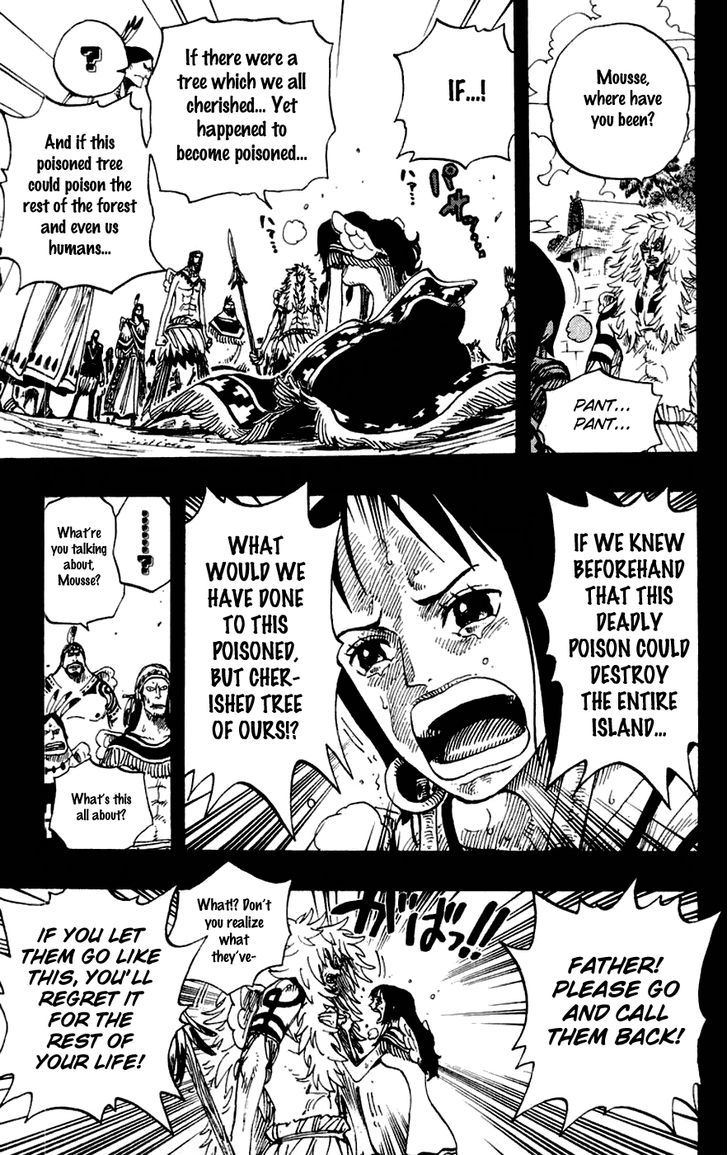 Mousse,
where have
you been?
PANT...
PANT...
IF...!
If there were a
tree which we all
cherished... Yet
happened to
become poisoned...
?
And if this
poisoned tree
could poison the
rest of the forest
and even us
humans...
IF WE KNEW
BEFOREHAND
THAT THIS
DEADLY
POISON COULD
DESTROY
THE ENTIRE
ISLAND...
WHAT
WOULD WE
HAVE DONE
TO THIS
POISONED,
BUT CHER-
ISHED TREE
OF OURS!?
......?
What're
you talking
about,
Mousse?
What's this
all about?
FATHER!
PLEASE GO
AND CALL
THEM BACK!
がばっ!!
What!? Don't
you realize
what
they've-
IF YOU LET
THEM GO LIKE
THIS, YOU'LL
REGRET IT
FOR THE
REST OF
YOUR LIFE!